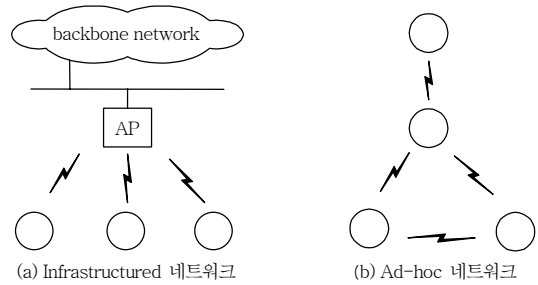 backbone network
AP
(a) Infrastructured 네트워크
(b) Ad-hoc 네트워크